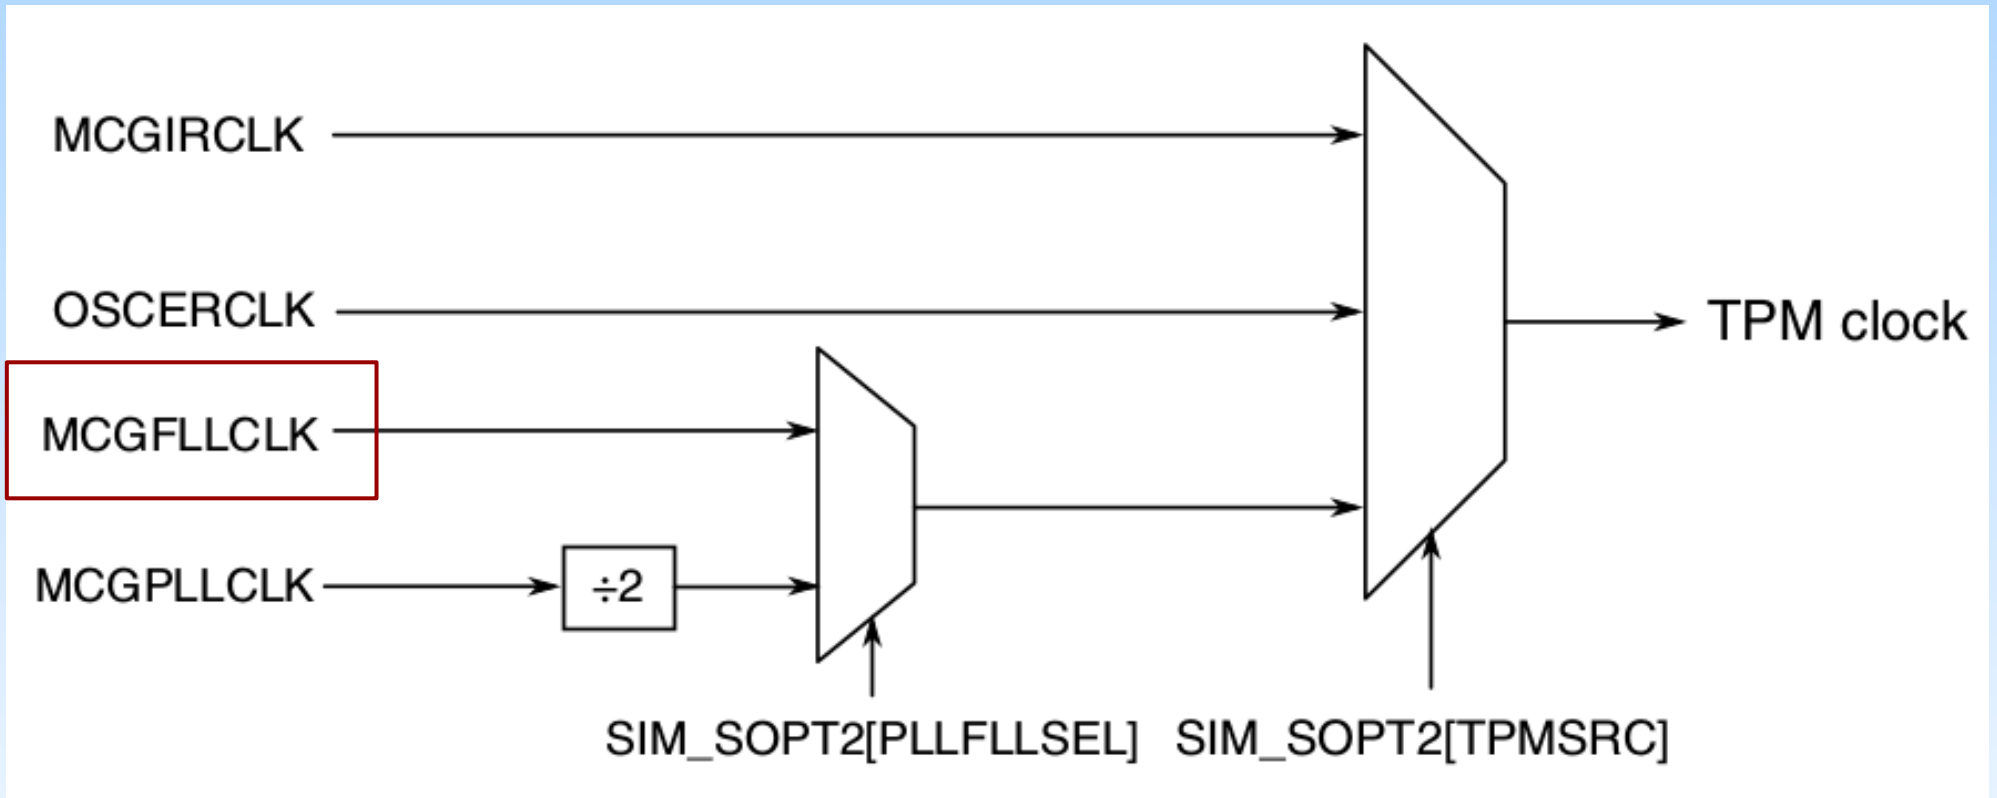 MCGIRCLK
OSCERCLK
TPM clock
MCGFLLCLK
MCGPLLCLK
÷2
SIM_SOPT2[PLLFLLSEL]
SIM_SOPT2[TPMSRC]